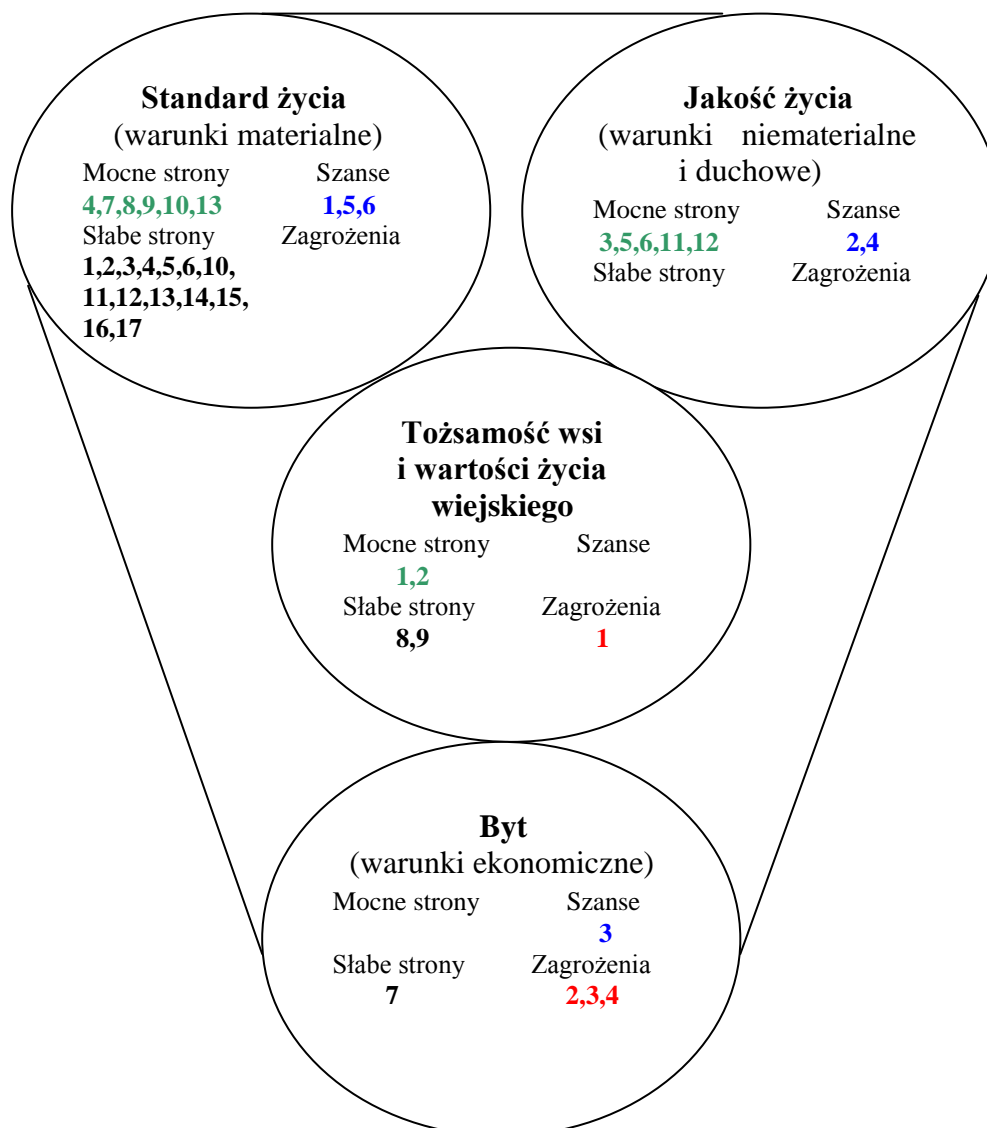 Standard życia
(warunki materialne)
Mocne strony Szanse
4,7,8,9,10,13 1,5,6
Słabe strony Zagrożenia
1,2,3,4,5,6,10,
11,12,13,14,15,
16,17
Jakość życia
(warunki niematerialne
i duchowe)
Mocne strony Szanse
3,5,6,11,12 2,4
Słabe strony Zagrożenia
Tożsamość wsi
i wartości życia
wiejskiego
Mocne strony Szanse
1,2
Słabe strony Zagrożenia
8,9 1
Byt
(warunki ekonomiczne)
Mocne strony Szanse
3
Słabe strony Zagrożenia
7 2,3,4